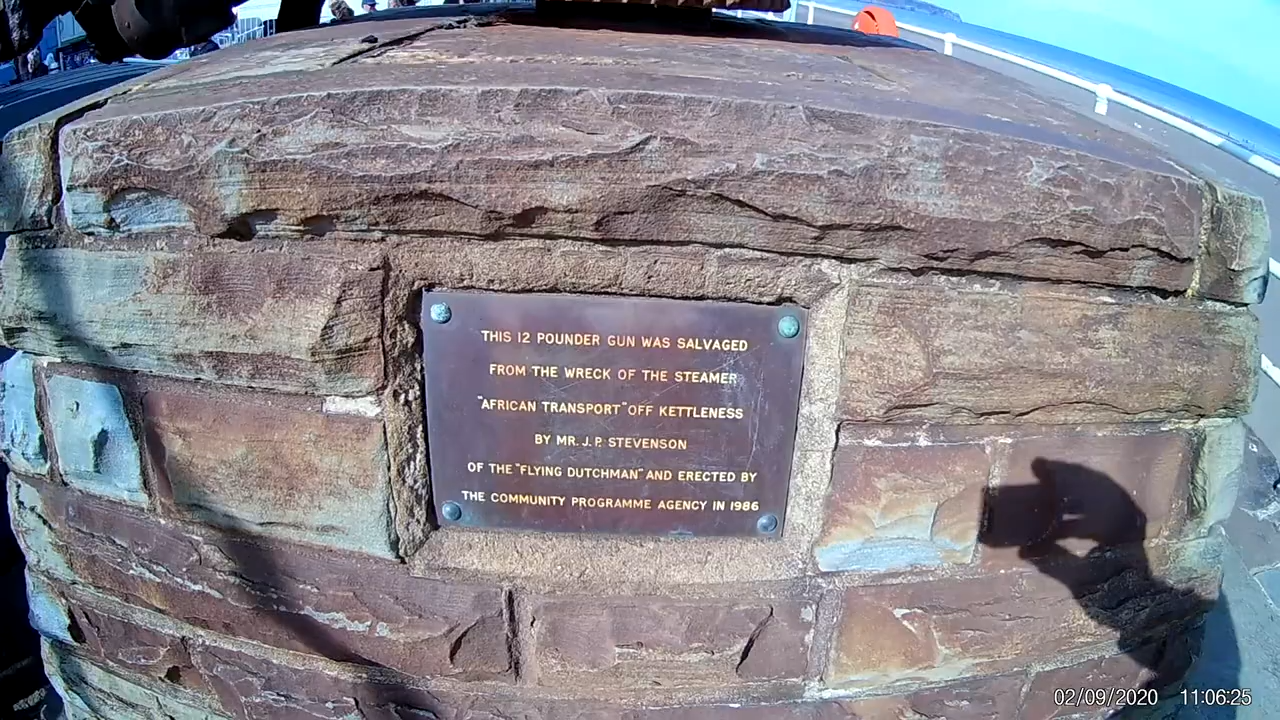 THIS 12 POUNDER GUN WAS SALVAGED
FROM THE WRECK OF THE STEAMER
"AFRICAN TRANSPORT" OFF KETTLENESS
BY MR. J. P. STEVENSON
OF THE "FLYING DUTCHMAN" AND ERECTED BY
THE COMMUNITY PROGRAMME AGENCY IN 1986
02/09/2020 11:06:25